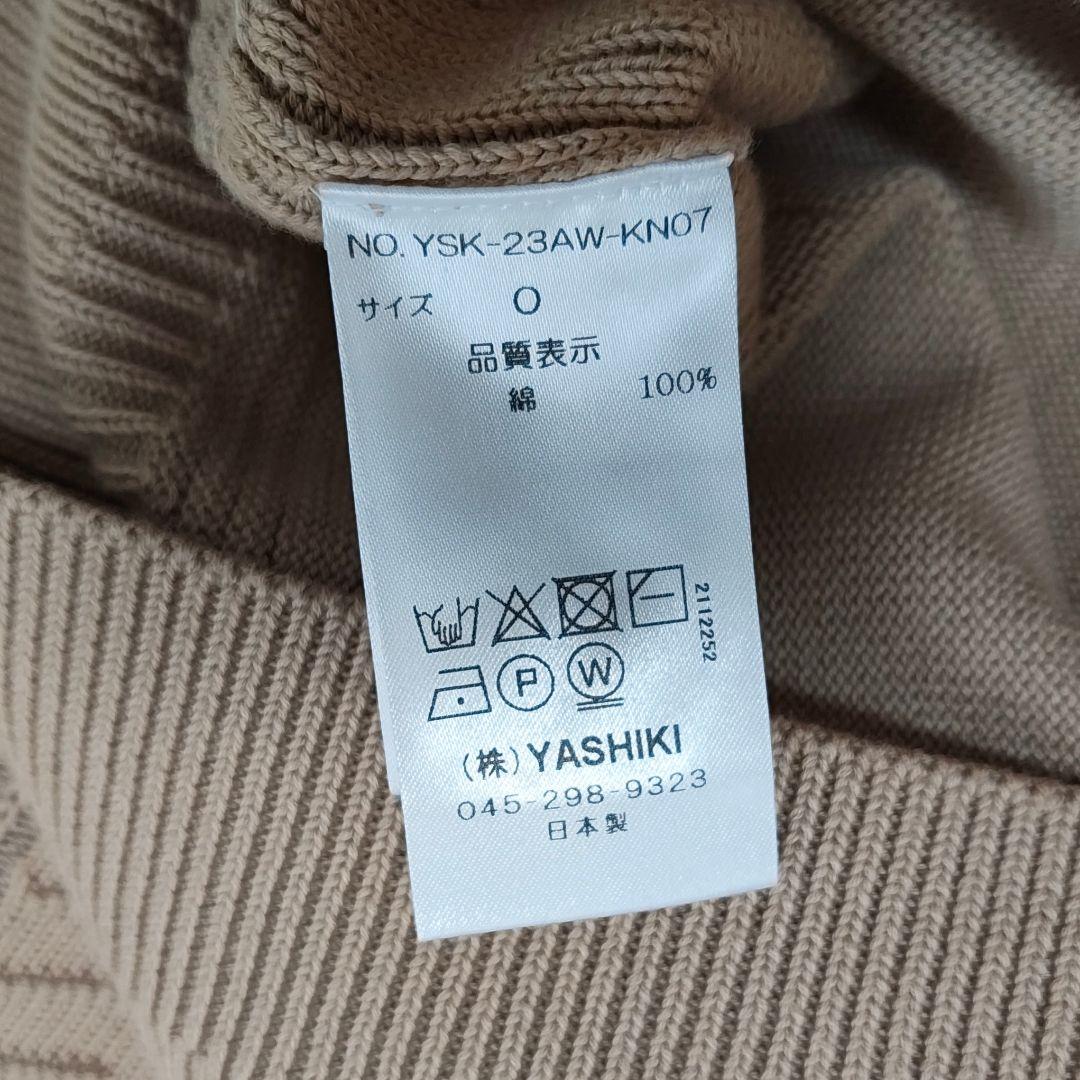 NO. YSK-23AW-KN07
サイズ 0
品質表示
綿 100%
2112252
P W
(株) YASHIKI
045-298-9323
日本製